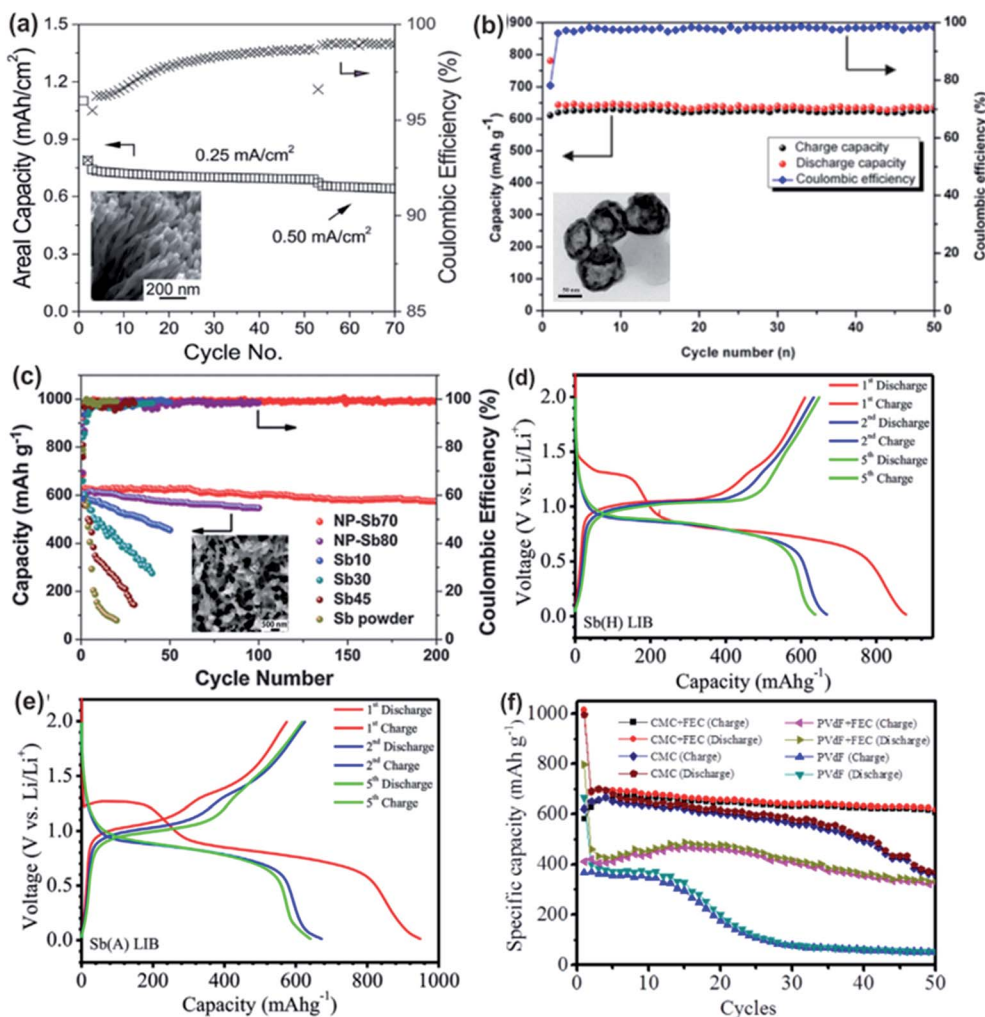 (a)
1.5
1.2
0.9
0.6
0.3
0.0
Areal Capacity (mAh/cm²)
0.25 mA/cm²
0.50 mA/cm²
200 nm
100
95
90
85
Coulombic Efficiency (%)
0 10 20 30 40 50 60 70
Cycle No.
(b)
900
800
700
600
500
400
300
200
100
0
Capacity (mAh g⁻¹)
Charge capacity
Discharge capacity
Coulombic efficiency
100
80
60
40
20
0
Coulombic efficiency (%)
0 10 20 30 40 50
Cycle number (n)
(c)
1000
800
600
400
200
0
Capacity (mAh g⁻¹)
NP-Sb70
NP-Sb80
Sb10
Sb30
Sb45
Sb powder
500 nm
100
80
60
40
20
0
Coulombic Efficiency (%)
0 50 100 150 200
Cycle Number
(d)
2.0
1.5
1.0
0.5
0.0
Voltage (V vs. Li/Li⁺)
1st Discharge
1st Charge
2nd Discharge
2nd Charge
5th Discharge
5th Charge
Sb(H) LIB
0 200 400 600 800
Capacity (mAhg⁻¹)
(e)
2.0
1.5
1.0
0.5
0.0
Voltage (V vs. Li/Li⁺)
1st Discharge
1st Charge
2nd Discharge
2nd Charge
5th Discharge
5th Charge
Sb(A) LIB
0 200 400 600 800 1000
Capacity (mAhg⁻¹)
(f)
1000
800
600
400
200
0
Specific capacity (mAh g⁻¹)
CMC+FEC (Charge)
CMC+FEC (Discharge)
CMC (Charge)
CMC (Discharge)
PVdF+FEC (Charge)
PVdF+FEC (Discharge)
PVdF (Charge)
PVdF (Discharge)
0 10 20 30 40 50
Cycles